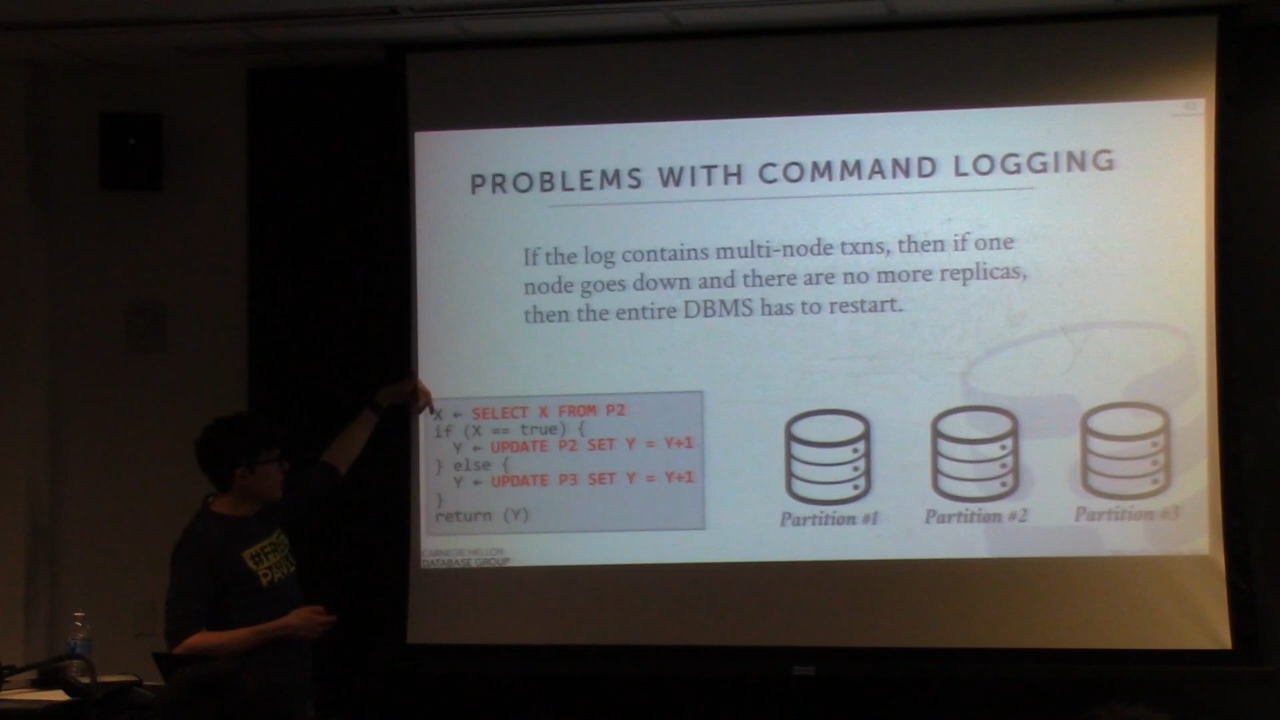 PROBLEMS WITH COMMAND LOGGING
If the log contains multi-node txns, then if one
node goes down and there are no more replicas,
then the entire DBMS has to restart.
X ← SELECT X FROM P2
if (X == true) {
Y ← UPDATE P2 SET Y = Y+1
} else {
Y ← UPDATE P3 SET Y = Y+1
}
return (Y)
Partition #1
Partition #2
Partition #3
CARNEGIE MELLON
DATABASE GROUP